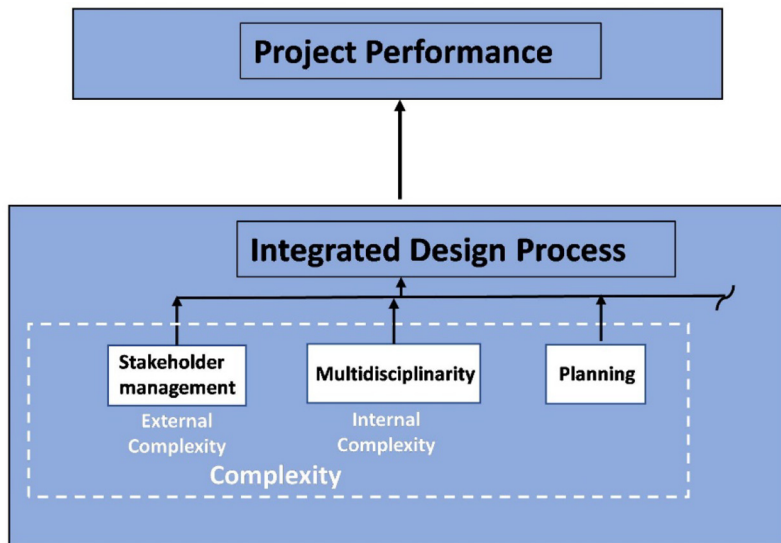 Project Performance
Integrated Design Process
Stakeholder
management
Multidisciplinarity
Planning
External
Complexity
Internal
Complexity
Complexity